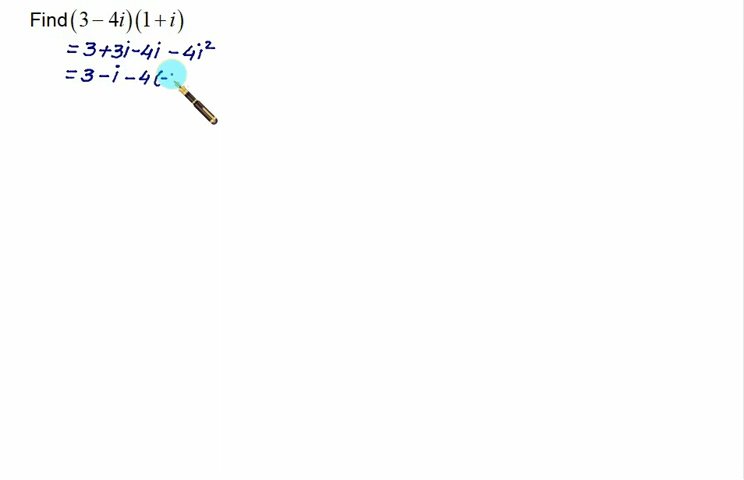 Find (3 − 4i)(1 + i)
= 3 + 3i − 4i − 4i²
= 3 − i − 4 (−